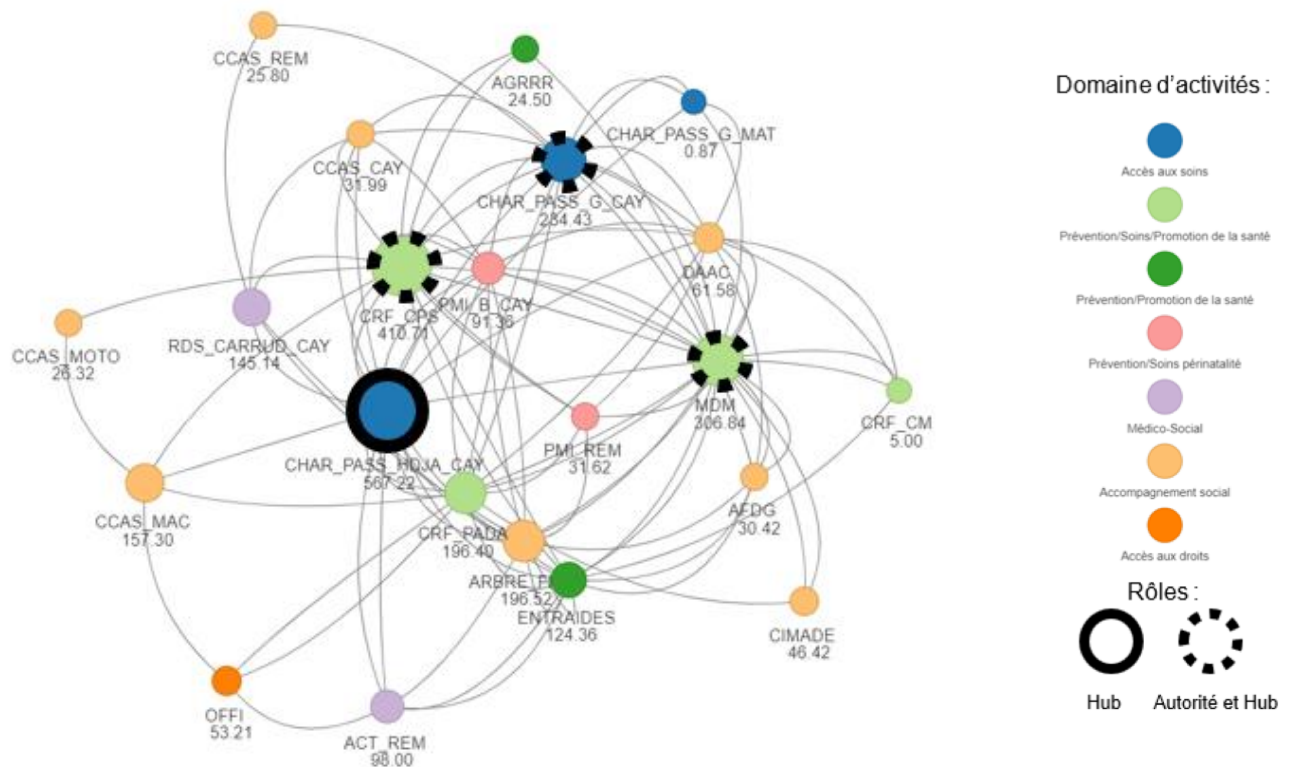 CCAS_REM
25.80
AGRRR
24.50
CHAR_PASS_G_MAT
0.87
CCAS_CAY
31.99
CHAR_PASS_G_CAY
284.43
DAAC
61.58
CRF_CPS
410.71
PMI_B_CAY
91.36
CCAS_MOTO
26.32
RDS_CARRUD_CAY
145.14
MDM
306.84
CRF_CM
5.00
PMI_REM
31.62
CHAR_PASS_HDJA_CAY
567.22
CCAS_MAC
157.30
CRF_PADA
196.40
AFDG
30.42
ARBRE_F
196.52
ENTRAIDES
124.36
CIMADE
46.42
OFFI
53.21
ACT_REM
98.00
Domaine d'activités :
Accès aux soins
Prévention/Soins/Promotion de la santé
Prévention/Promotion de la santé
Prévention/Soins périnatalité
Médico-Social
Accompagnement social
Accès aux droits
Rôles :
Hub
Autorité et Hub